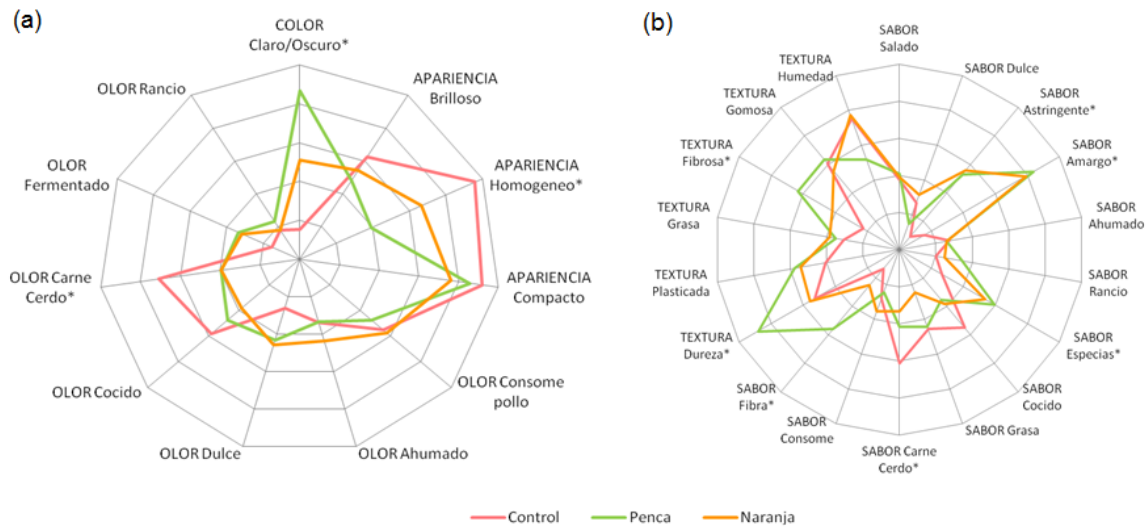 (a)
COLOR
Claro/Oscuro*
APARIENCIA
Brilloso
APARIENCIA
Homogeneo*
APARIENCIA
Compacto
OLOR Consome
pollo
OLOR Ahumado
OLOR Dulce
OLOR Cocido
OLOR Carne
Cerdo*
OLOR
Fermentado
OLOR Rancio
(b)
SABOR
Salado
SABOR Dulce
SABOR
Astringente*
SABOR
Amargo*
SABOR
Ahumado
SABOR
Rancio
SABOR
Especias*
SABOR
Cocido
SABOR Grasa
SABOR Carne
Cerdo*
SABOR
Consome
SABOR
Fibra*
TEXTURA
Dureza*
TEXTURA
Plasticada
TEXTURA
Grasa
TEXTURA
Fibrosa*
TEXTURA
Gomosa
TEXTURA
Humedad
Control
Penca
Naranja